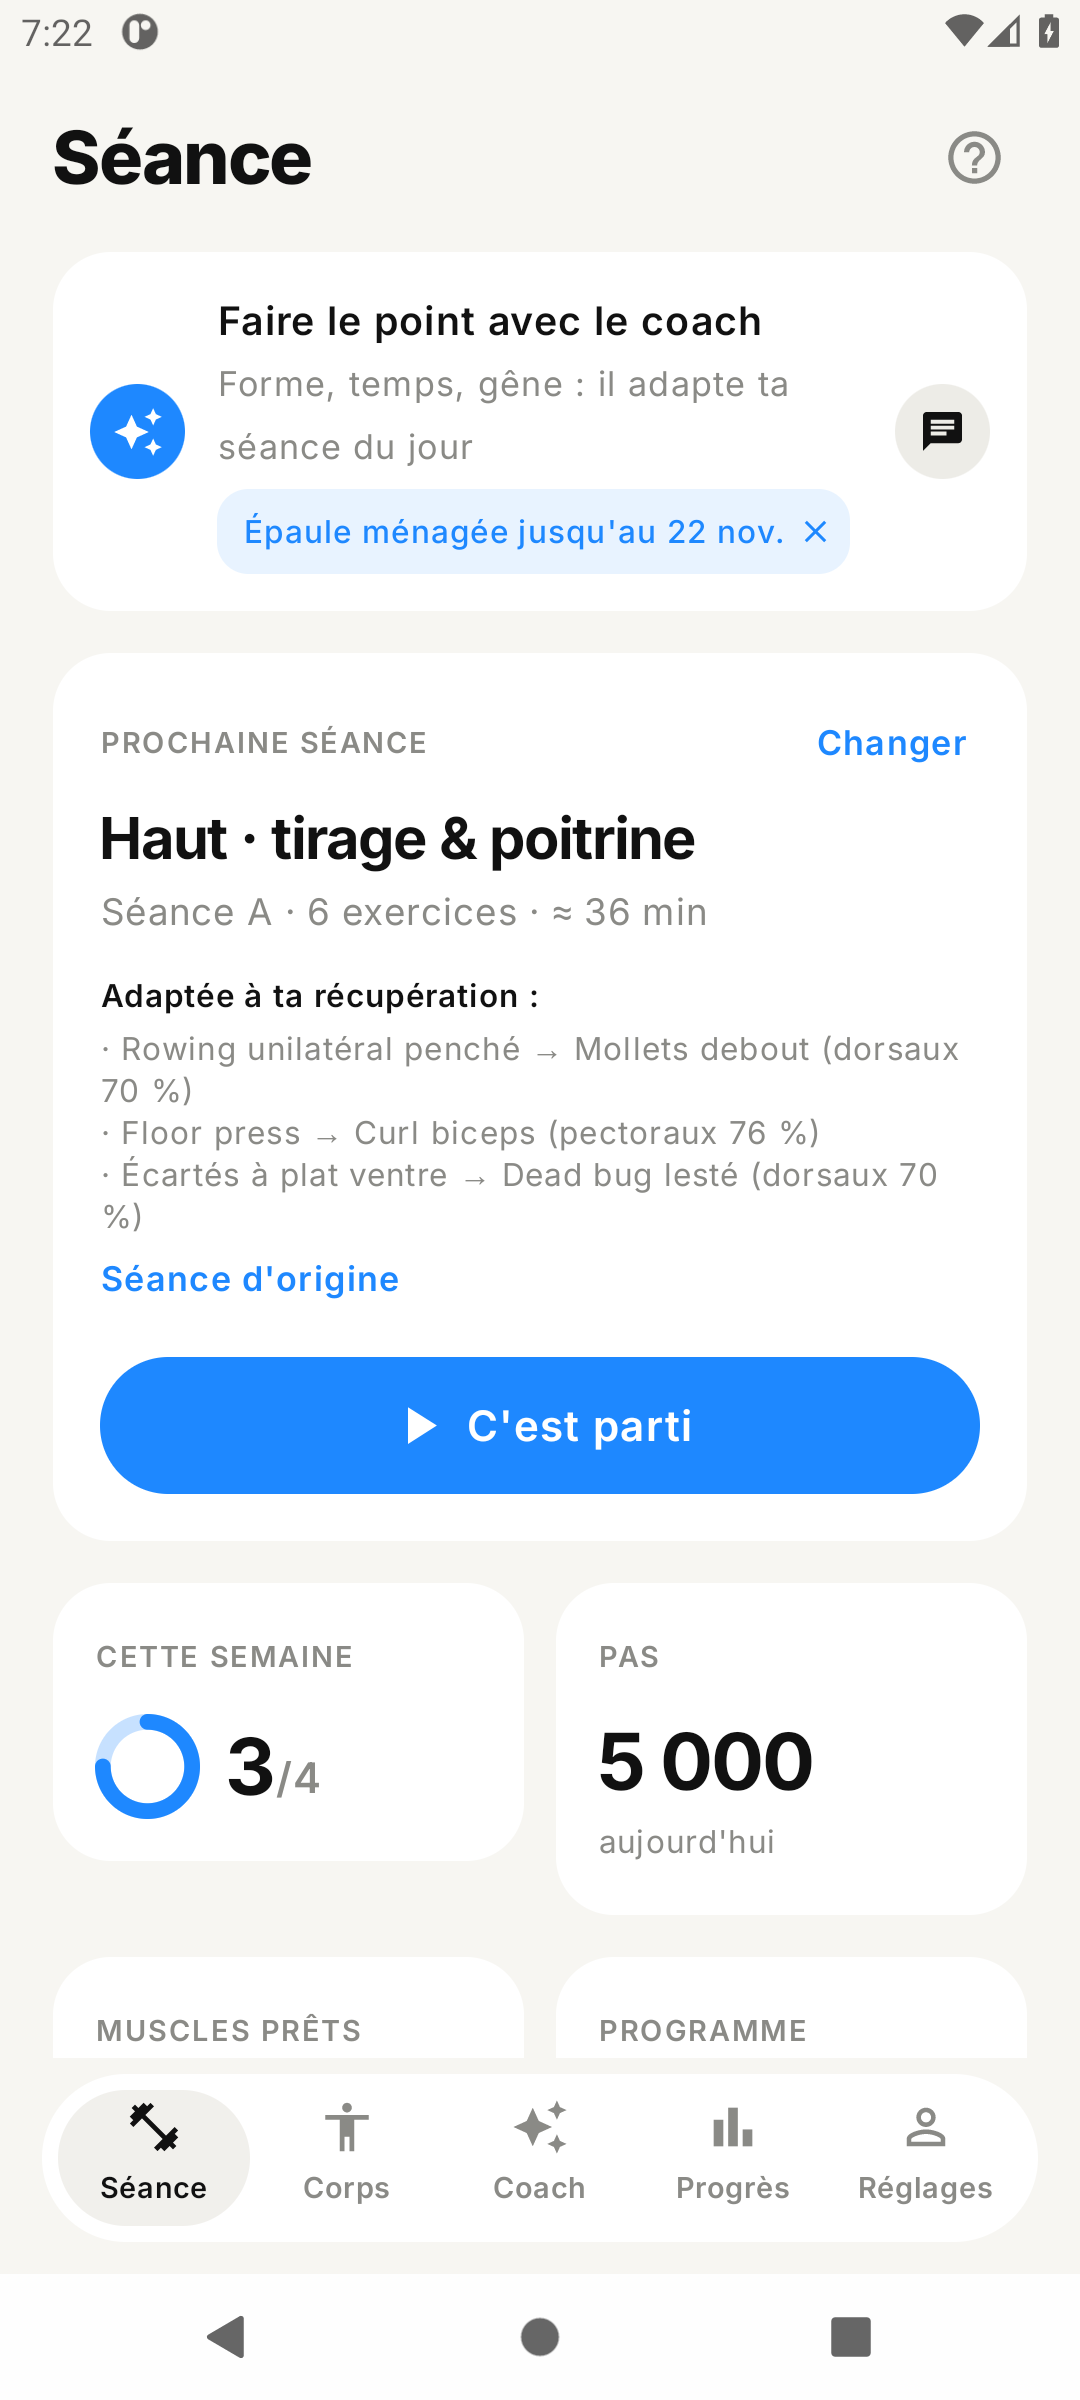 7:22
Séance
Faire le point avec le coach
Forme, temps, gêne : il adapte ta
séance du jour
Épaule ménagée jusqu'au 22 nov.
PROCHAINE SÉANCE
Changer
Haut · tirage & poitrine
Séance A · 6 exercices · ≈ 36 min
Adaptée à ta récupération :
· Rowing unilatéral penché → Mollets debout (dorsaux
70 %)
· Floor press → Curl biceps (pectoraux 76 %)
· Écartés à plat ventre → Dead bug lesté (dorsaux 70
%)
Séance d'origine
C'est parti
CETTE SEMAINE
3/4
PAS
5 000
aujourd'hui
MUSCLES PRÊTS
PROGRAMME
Séance
Corps
Coach
Progrès
Réglages